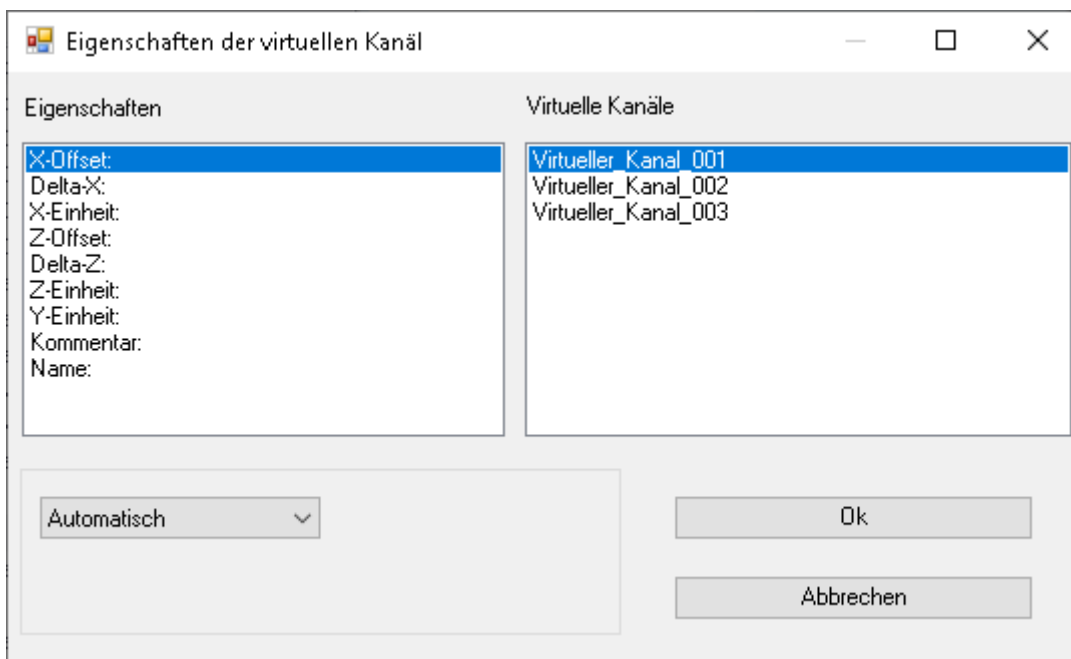 Eigenschaften der virtuellen Kanäl
Eigenschaften
X-Offset:
Delta-X:
X-Einheit:
Z-Offset:
Delta-Z:
Z-Einheit:
Y-Einheit:
Kommentar:
Name:
Virtuelle Kanäle
Virtueller_Kanal_001
Virtueller_Kanal_002
Virtueller_Kanal_003
Automatisch
Ok
Abbrechen